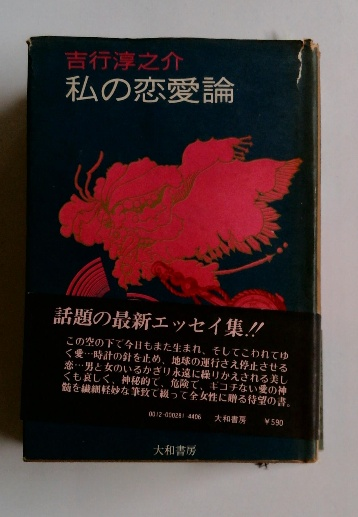 吉行淳之介
私の恋愛論
話題の最新エッセイ集!!
この空の下で今日もまた生まれ、そしてこわれてゆ
く愛…時計の針を止め、地球の運行さえ停止させる
恋…男と女のいるかぎり永遠に繰りかえされる美し
くも哀しく、神秘的で、危険で、ギコチない愛の神
髄を繊細軽妙な筆致で綴って全女性に贈る待望の書。
0012-000281-4406 大和書房 ¥590
大和書房